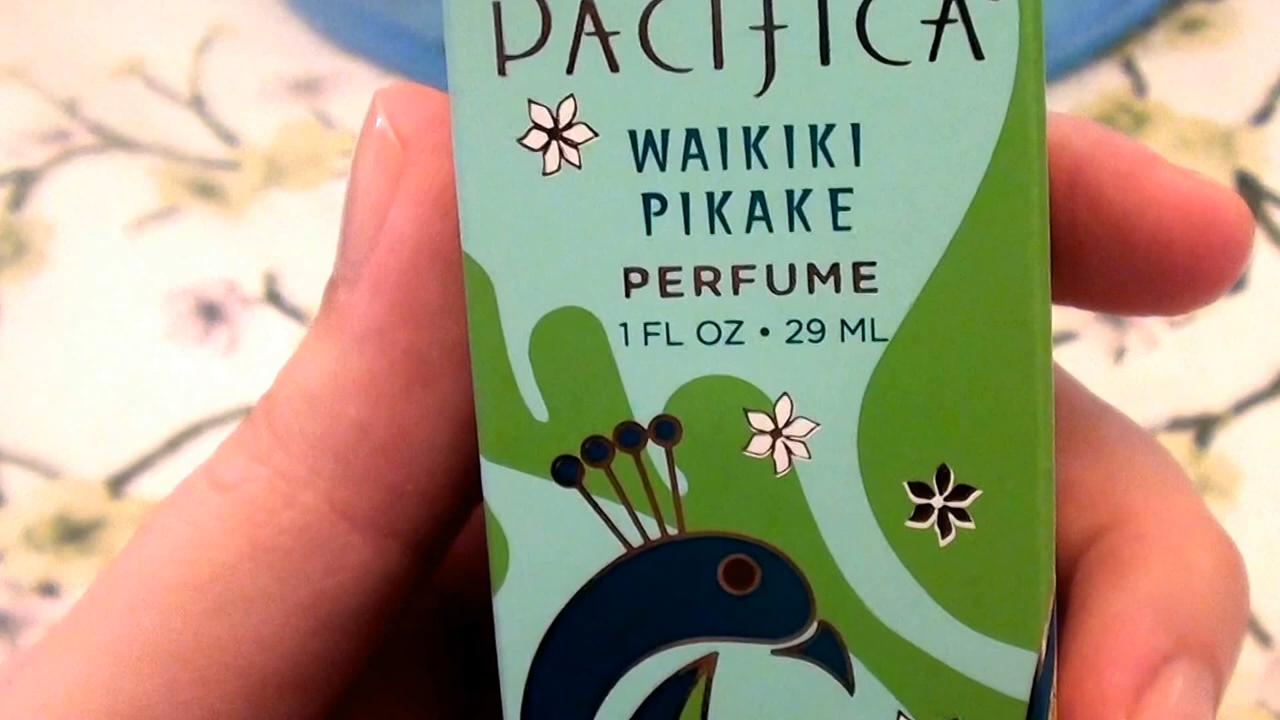 PACIFICA
WAIKIKI
PIKAKE
PERFUME
1 FL OZ • 29 ML